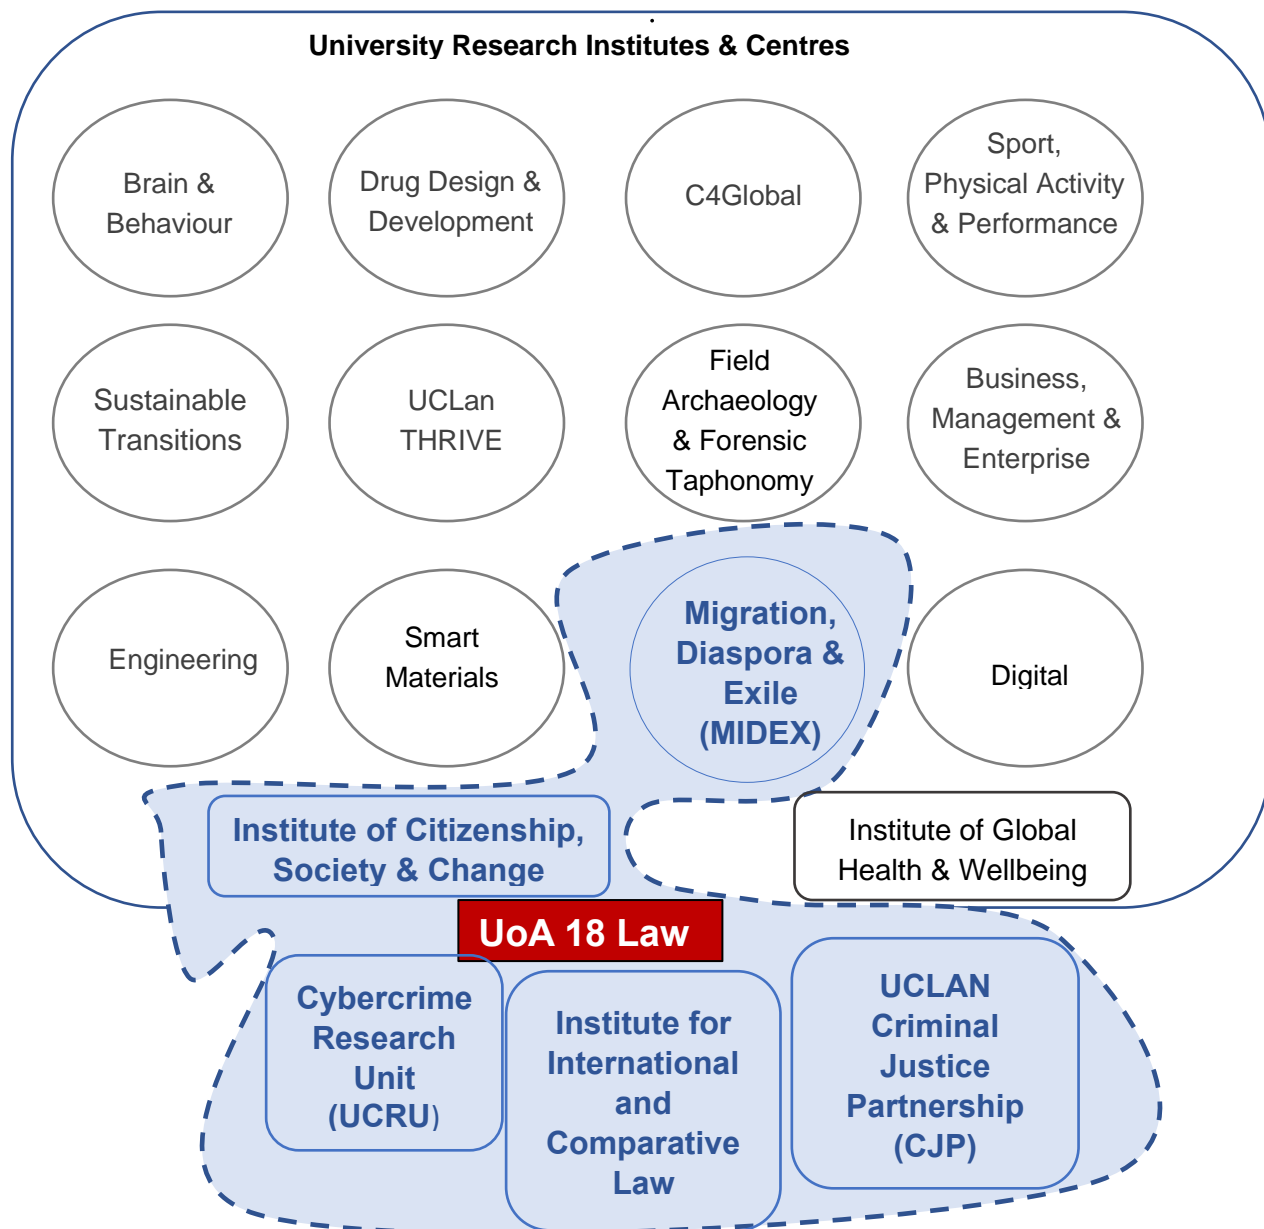 University Research Institutes & Centres
Brain &
Behaviour
Drug Design &
Development
C4Global
Sport,
Physical Activity
& Performance
Sustainable
Transitions
UCLan
THRIVE
Field
Archaeology
& Forensic
Taphonomy
Business,
Management &
Enterprise
Engineering
Smart
Materials
Migration,
Diaspora &
Exile
(MIDEX)
Digital
Institute of Citizenship,
Society & Change
Institute of Global
Health & Wellbeing
UoA 18 Law
Cybercrime
Research
Unit
(UCRU)
Institute for
International
and
Comparative
Law
UCLAN
Criminal
Justice
Partnership
(CJP)